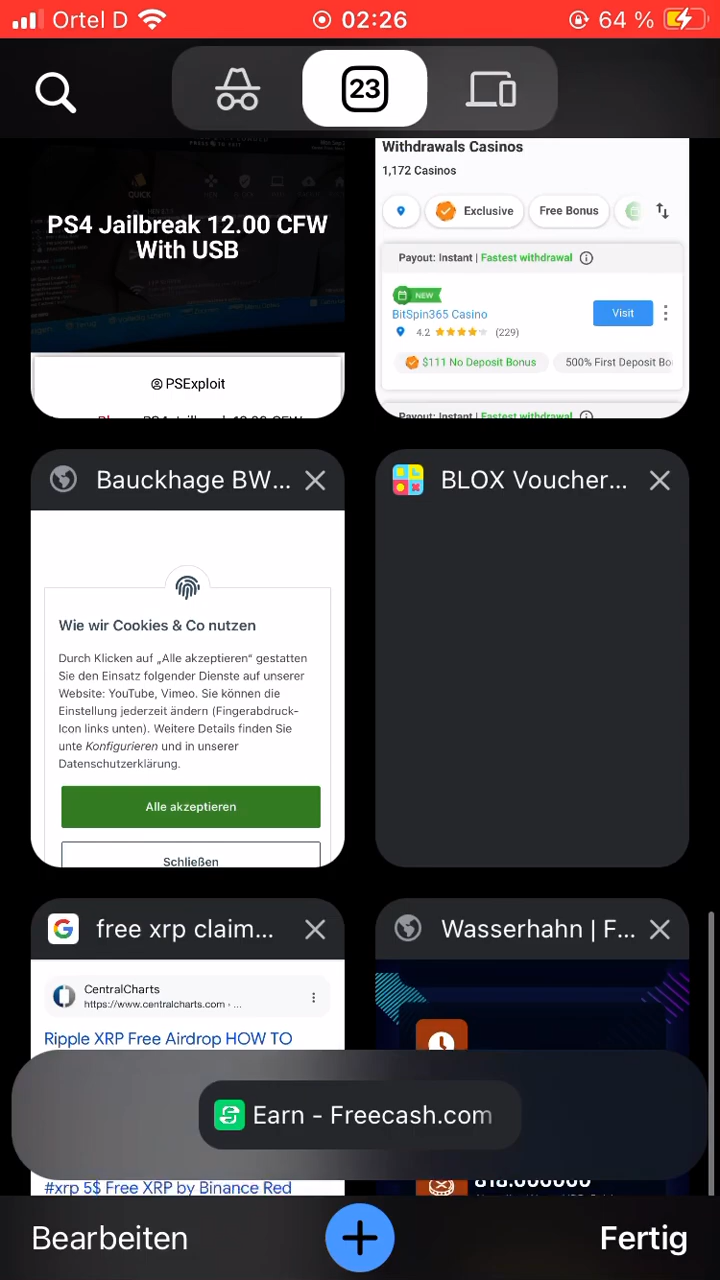 Ortel D
02:26
64 %
23
PS4 Jailbreak 12.00 CFW
With USB
PSExploit
Withdrawals Casinos
1,172 Casinos
Exclusive
Free Bonus
Payout: Instant | Fastest withdrawal
NEW
BitSpin365 Casino
4.2
(229)
Visit
$111 No Deposit Bonus
500% First Deposit Bo
Payout: Instant | Fastest withdrawal
Bauckhage BW...
Wie wir Cookies & Co nutzen
Durch Klicken auf „Alle akzeptieren“ gestatten
Sie den Einsatz folgender Dienste auf unserer
Website: YouTube, Vimeo. Sie können die
Einstellung jederzeit ändern (Fingerabdruck-
Icon links unten). Weitere Details finden Sie
unte Konfigurieren und in unserer
Datenschutzerklärung.
Alle akzeptieren
Schließen
BLOX Voucher...
free xrp claim...
CentralCharts
https://www.centralcharts.com › ...
Ripple XRP Free Airdrop HOW TO
#xrp 5$ Free XRP by Binance Red
Wasserhahn | F...
818.000000
Earn - Freecash.com
Bearbeiten
Fertig